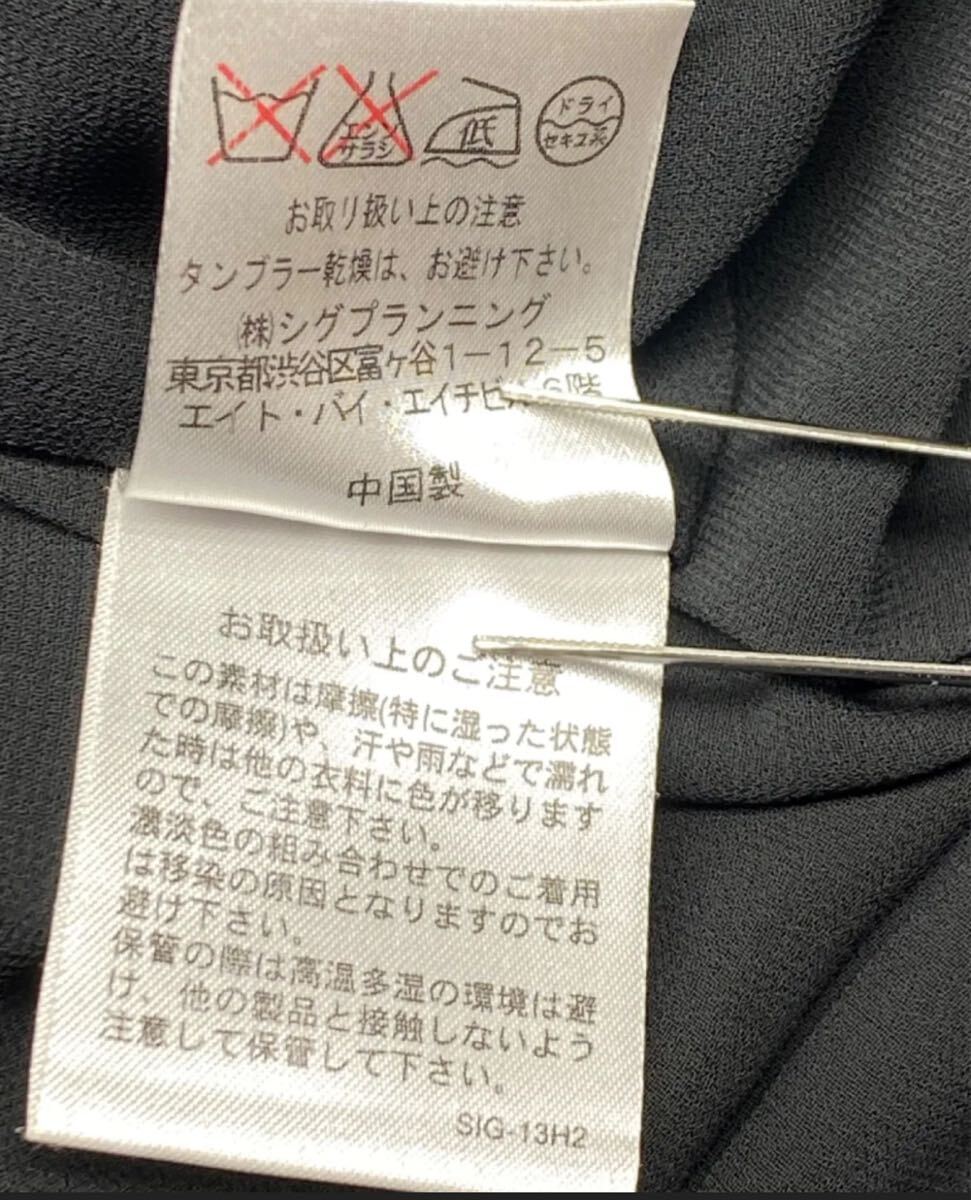 エンソ
サラシ
低
ドライ
セキユ系
お取り扱い上の注意
タンブラー乾燥は、お避け下さい。
(株)シグプランニング
東京都渋谷区富ヶ谷1-12-5
エイト・バイ・エイチビル6階
中国製
お取扱い上のご注意
この素材は摩擦(特に湿った状態
での摩擦)や、汗や雨などで濡れ
た時は他の衣料に色が移ります
ので、ご注意下さい。
濃淡色の組み合わせでのご着用
は移染の原因となりますのでお
避け下さい。
保管の際は高温多湿の環境は避
け、他の製品と接触しないよう
注意して保管して下さい。
SIG-13H2